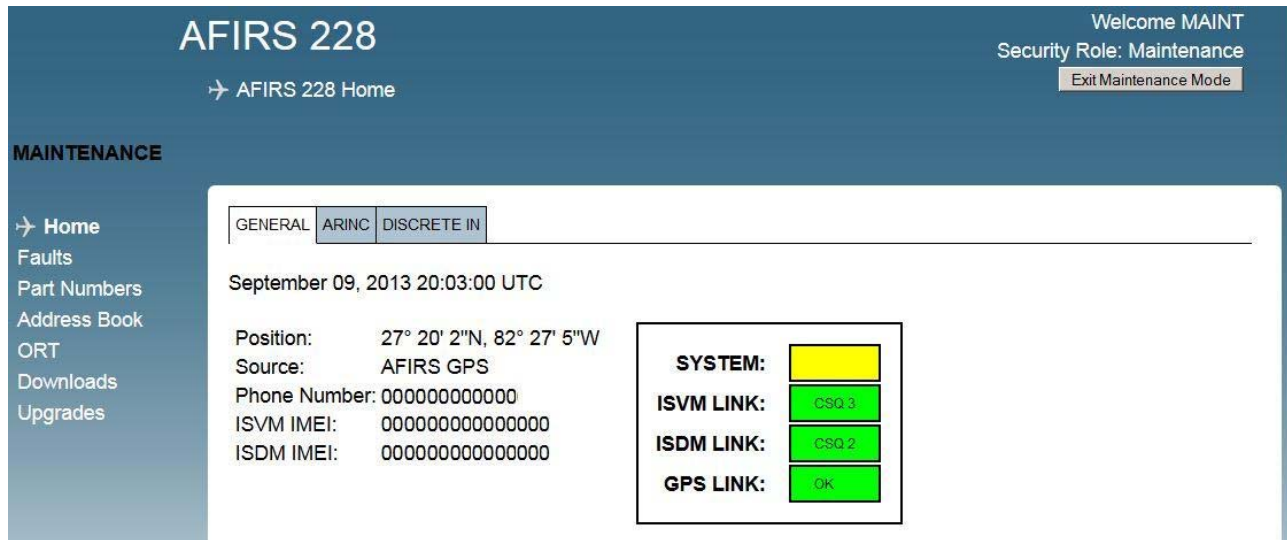 AFIRS 228
Welcome MAINT
Security Role: Maintenance
Exit Maintenance Mode
AFIRS 228 Home
MAINTENANCE
Home
Faults
Part Numbers
Address Book
ORT
Downloads
Upgrades
GENERAL ARINC DISCRETE IN
September 09, 2013 20:03:00 UTC
Position: 27° 20' 2"N, 82° 27' 5"W
Source: AFIRS GPS
Phone Number: 000000000000
ISVM IMEI: 000000000000000
ISDM IMEI: 000000000000000
SYSTEM:
ISVM LINK: CSQ 3
ISDM LINK: CSQ 2
GPS LINK: OK